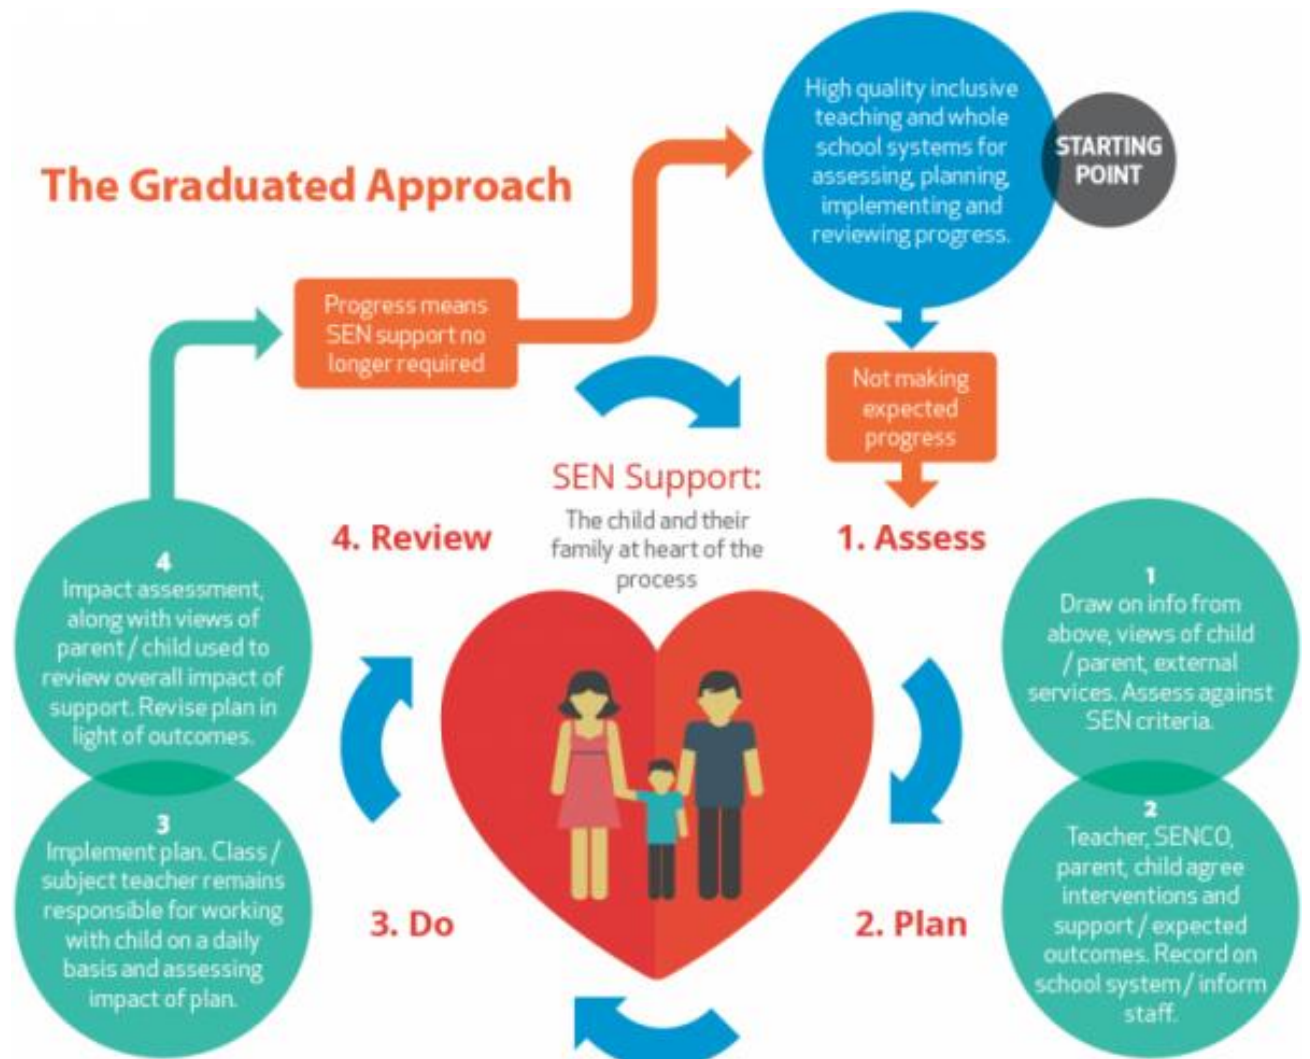 The Graduated Approach
High quality inclusive
teaching and whole
school systems for
assessing, planning,
implementing and
reviewing progress.
STARTING
POINT
Progress means
SEN support no
longer required
Not making
expected
progress
SEN Support:
The child and their
family at heart of the
process
4. Review
1. Assess
4
Impact assessment,
along with views of
parent / child used to
review overall impact of
support. Revise plan in
light of outcomes.
1
Draw on info from
above, views of child
/ parent, external
services. Assess against
SEN criteria.
3
Implement plan. Class /
subject teacher remains
responsible for working
with child on a daily
basis and assessing
impact of plan.
3. Do
2. Plan
2
Teacher, SENCO,
parent, child agree
interventions and
support / expected
outcomes. Record on
school system / inform
staff.